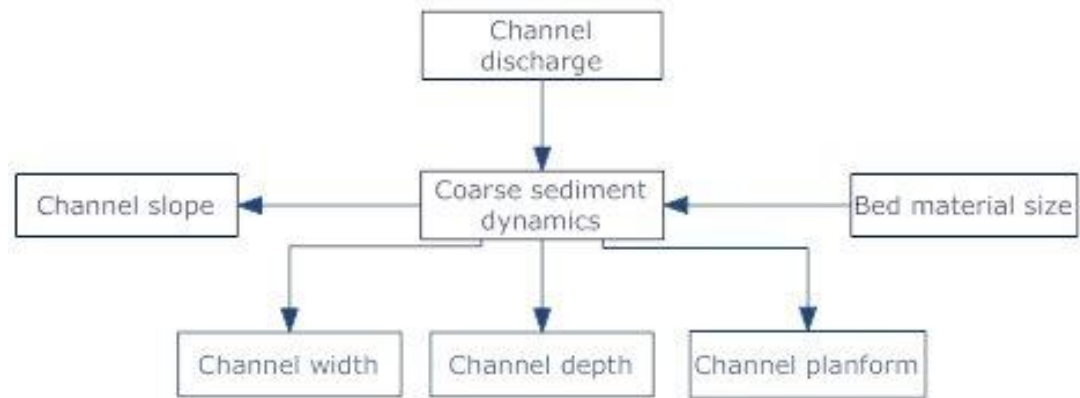 Channel
discharge
Channel slope
Coarse sediment
dynamics
Bed material size
Channel width
Channel depth
Channel planform